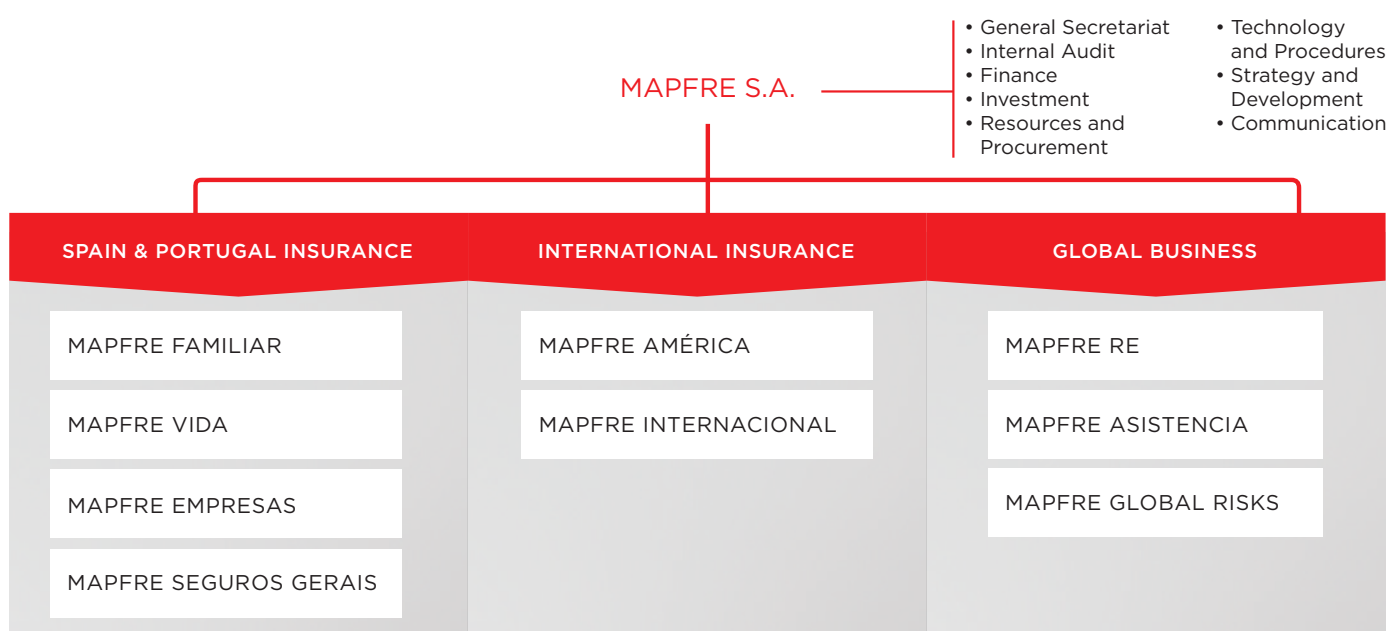 MAPFRE S.A.
• General Secretariat
• Internal Audit
• Finance
• Investment
• Resources and
Procurement
• Technology
and Procedures
• Strategy and
Development
• Communication
SPAIN & PORTUGAL INSURANCE
MAPFRE FAMILIAR
MAPFRE VIDA
MAPFRE EMPRESAS
MAPFRE SEGUROS GERAIS
INTERNATIONAL INSURANCE
MAPFRE AMÉRICA
MAPFRE INTERNACIONAL
GLOBAL BUSINESS
MAPFRE RE
MAPFRE ASISTENCIA
MAPFRE GLOBAL RISKS